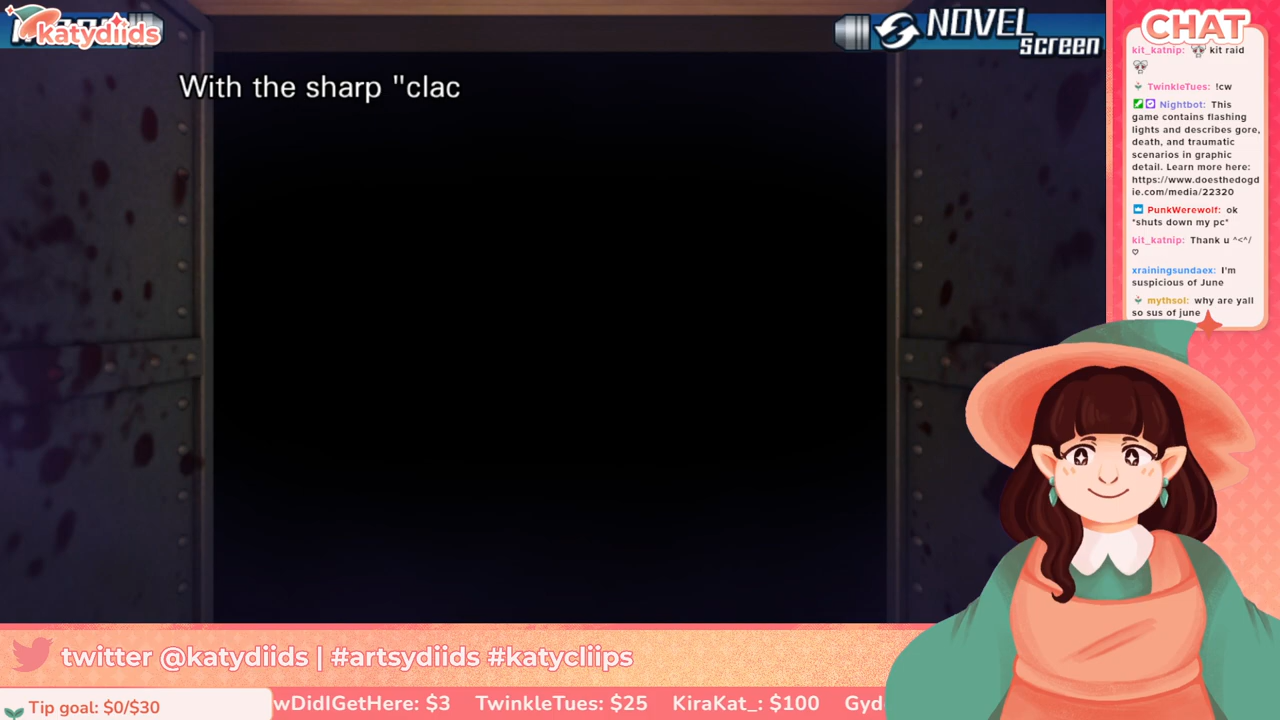 katydiids
NOVEL
screen
CHAT
With the sharp "clac
kit_katnip: kit raid
TwinkleTues: !cw
Nightbot: This
game contains flashing
lights and describes gore,
death, and traumatic
scenarios in graphic
detail. Learn more here:
https://www.doesthedogd
ie.com/media/22320
PunkWerewolf: ok
*shuts down my pc*
kit_katnip: Thank u ^<^/
♡
xrainingsundaex: I'm
suspicious of June
mythsol: why are yall
so sus of june
twitter @katydiids | #artsydiids #katycliips
Tip goal: $0/$30
wDidIGetHere: $3 TwinkleTues: $25 KiraKat_: $100 Gyd